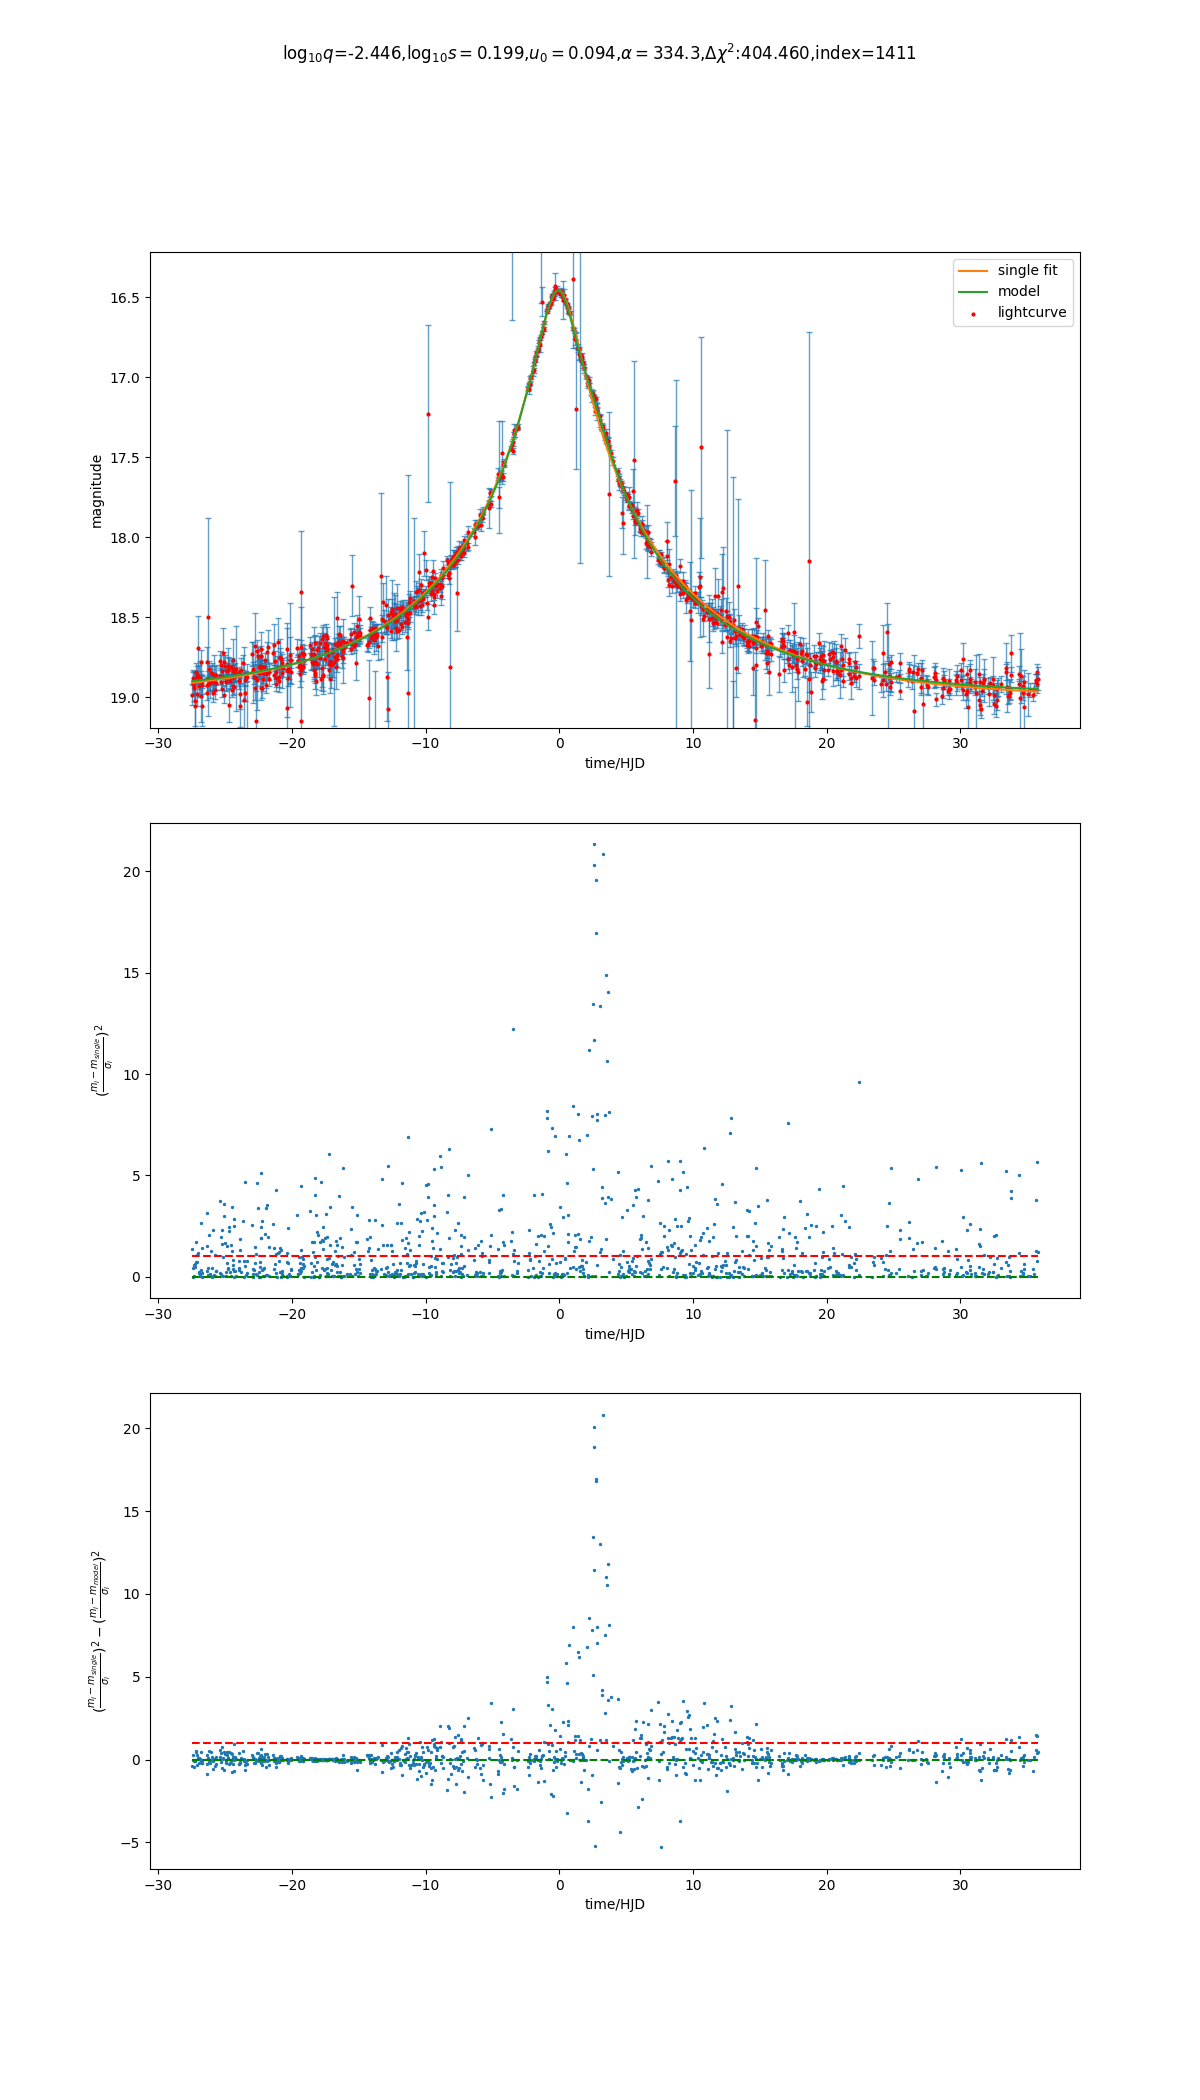 log₁₀q=-2.446,log₁₀s = 0.199,u₀ = 0.094,α = 334.3,Δχ²:404.460,index=1411
single fit
model
lightcurve
16.5
17.0
17.5
18.0
18.5
19.0
magnitude
−30 −20 −10 0 10 20 30
time/HJD
20
15
10
5
0
((mᵢ − m_single)/σᵢ)²
−30 −20 −10 0 10 20 30
time/HJD
20
15
10
5
0
−5
((mᵢ − m_single)/σᵢ)² − ((mᵢ − m_model)/σᵢ)²
−30 −20 −10 0 10 20 30
time/HJD